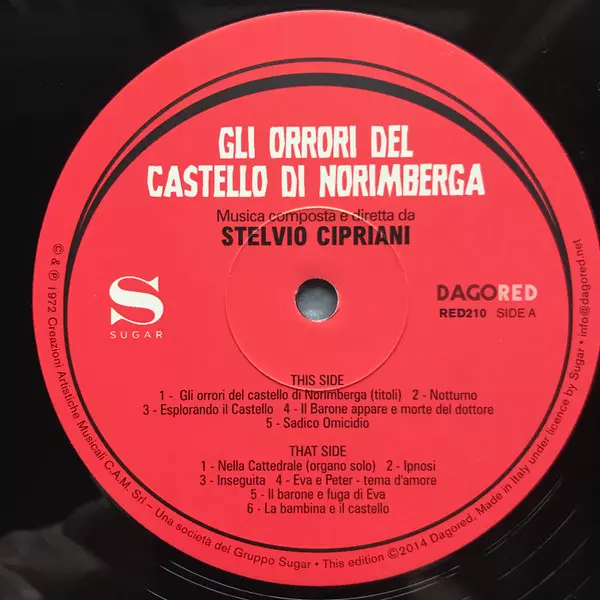 GLI ORRORI DEL
CASTELLO DI NORIMBERGA
Musica composta e diretta da
STELVIO CIPRIANI
S
SUGAR
DAGORED
RED210 SIDE A
THIS SIDE
1 - Gli orrori del castello di Norimberga (titoli) 2 - Notturno
3 - Esplorando il Castello 4 - Il Barone appare e morte del dottore
5 - Sadico Omicidio
THAT SIDE
1 - Nella Cattedrale (organo solo) 2 - Ipnosi
3 - Inseguita 4 - Eva e Peter - tema d'amore
5 - Il barone e fuga di Eva
6 - La bambina e il castello
© & ℗ 1972 Creazioni Artistiche Musicali C.A.M. Srl – Una società del Gruppo Sugar • This edition ©2014 Dagored. Made in Italy under licence by Sugar • info@dagored.net